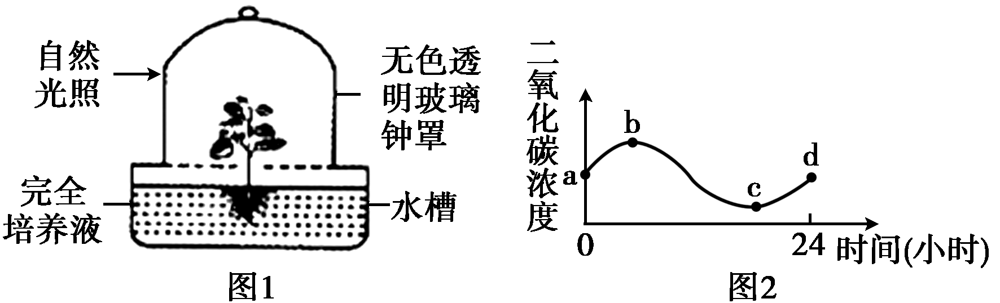 自然
光照
无色透
明玻璃
钟罩
完全
培养液
水槽
图1
二氧化碳浓度
a
b
c
d
0
24
时间(小时)
图2